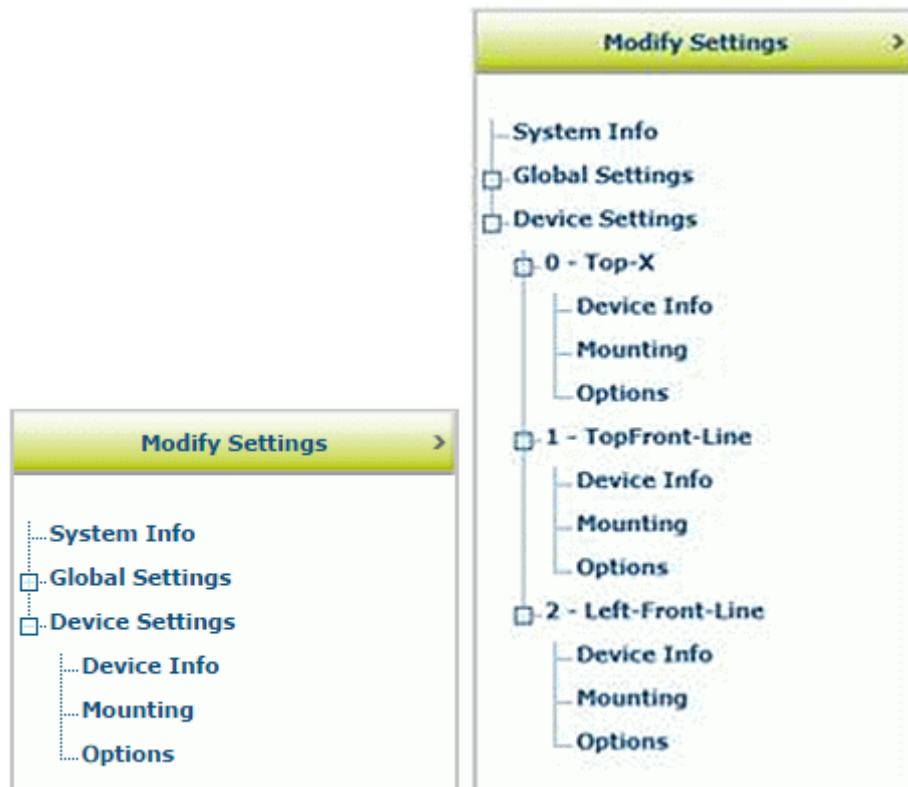 Modify Settings
System Info
Global Settings
Device Settings
Device Info
Mounting
Options
Modify Settings
System Info
Global Settings
Device Settings
0 - Top-X
Device Info
Mounting
Options
1 - TopFront-Line
Device Info
Mounting
Options
2 - Left-Front-Line
Device Info
Mounting
Options